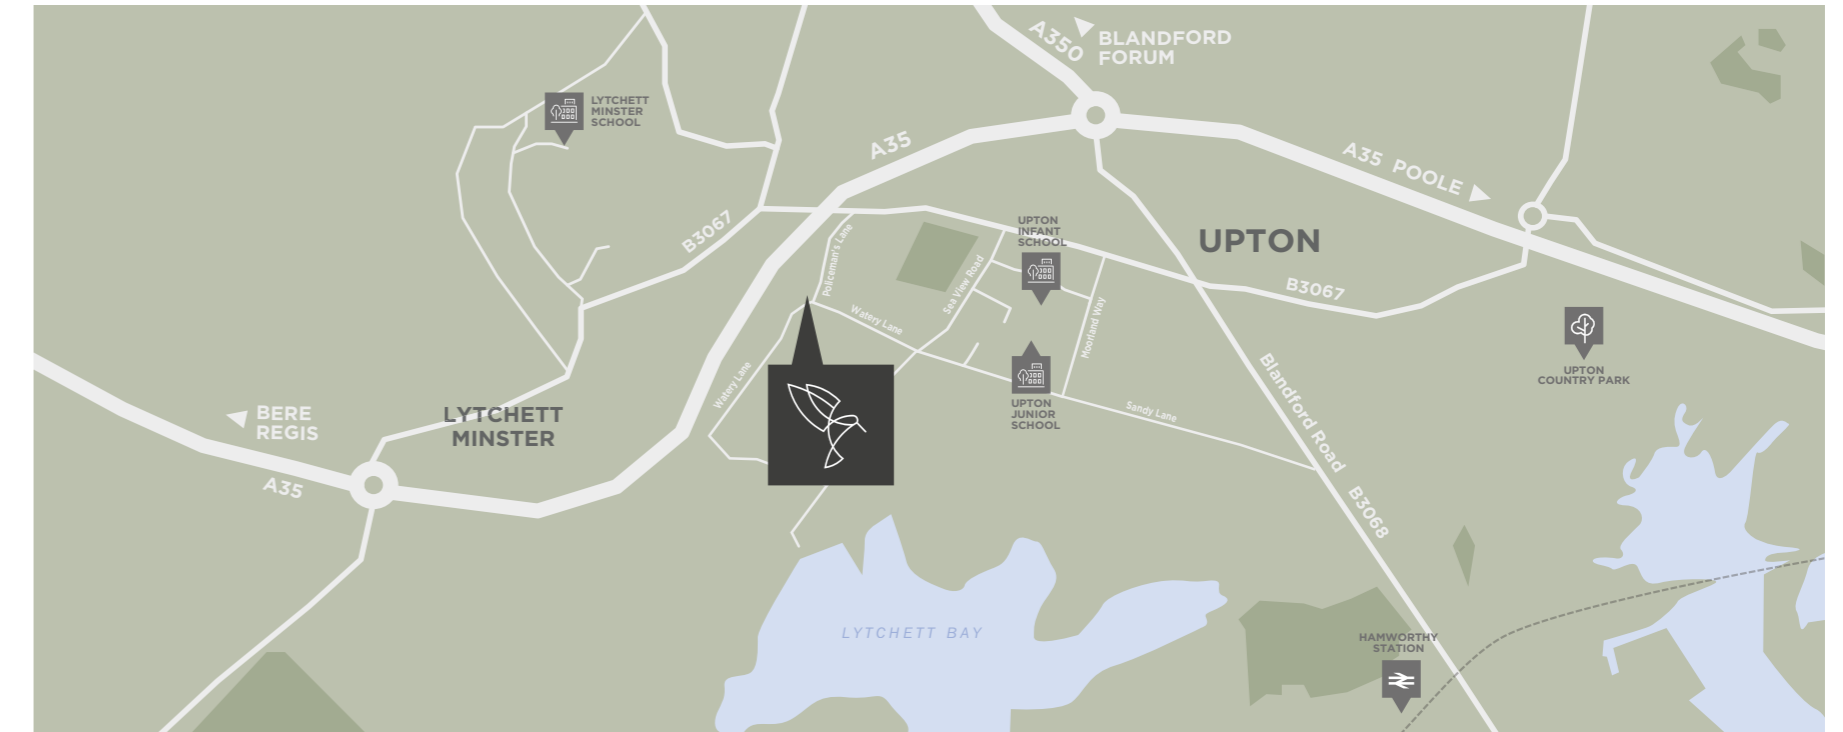 A350
BLANDFORD
FORUM
LYTCHETT
MINSTER
SCHOOL
A35
A35 POOLE
B3067
UPTON
INFANT
SCHOOL
UPTON
Policeman's Lane
Sea View Road
B3067
Watery Lane
Moorland Way
UPTON
COUNTRY PARK
Watery Lane
Blandford Road
BERE
REGIS
LYTCHETT
MINSTER
UPTON
JUNIOR
SCHOOL
Sandy Lane
A35
B3068
LYTCHETT BAY
HAMWORTHY
STATION